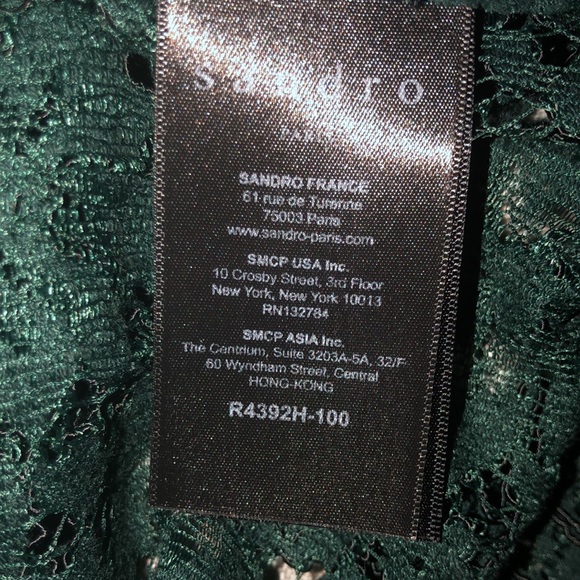 sandro
PARIS
SANDRO FRANCE
61 rue de Turenne
75003 Paris
www.sandro-paris.com
SMCP USA Inc.
10 Crosby Street, 3rd Floor
New York, New York 10013
RN132784
SMCP ASIA Inc.
The Centrium, Suite 3203A-5A, 32/F
60 Wyndham Street, Central
HONG-KONG
R4392H-100